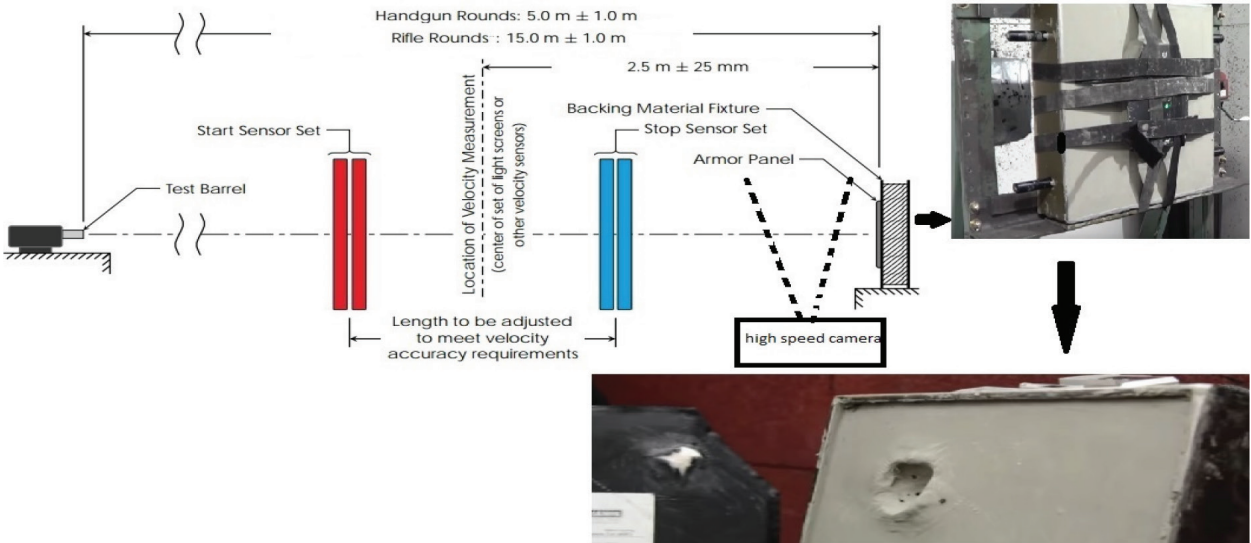 Handgun Rounds: 5.0 m ± 1.0 m
Rifle Rounds : 15.0 m ± 1.0 m
2.5 m ± 25 mm
Backing Material Fixture
Start Sensor Set
Stop Sensor Set
Armor Panel
Test Barrel
Location of Velocity Measurement
(center of set of light screens or
other velocity sensors)
Length to be adjusted
to meet velocity
accuracy requirements
high speed camera